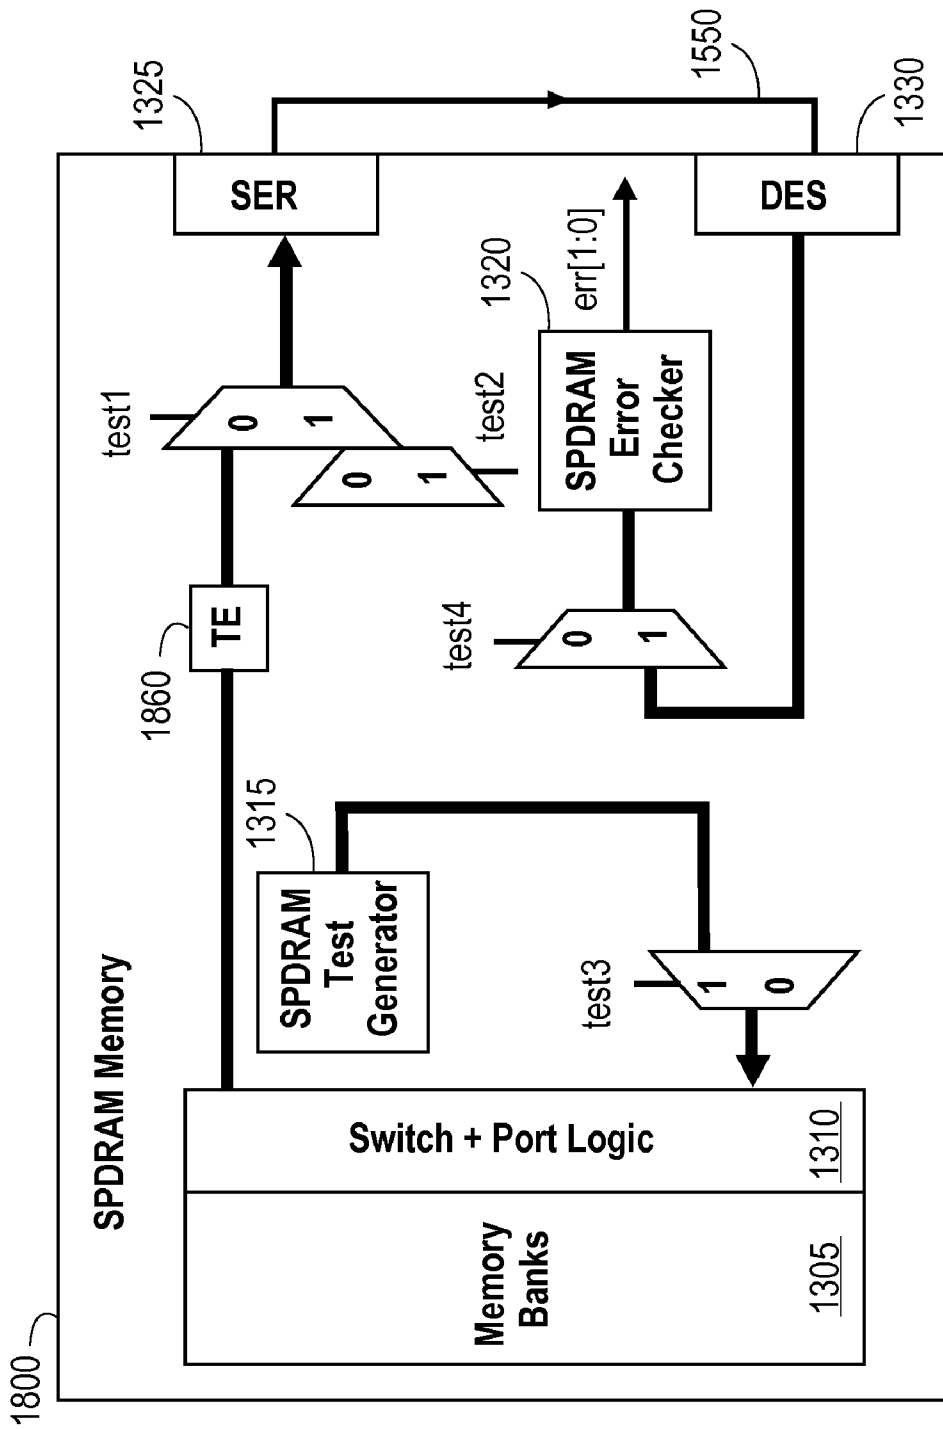 1800
SPDRAM Memory
Memory
Banks
1305
Switch + Port Logic
1310
SPDRAM
Test
Generator
1315
test3
1
0
1860
TE
test1
0
1
0
1
test2
test4
0
1
SPDRAM
Error
Checker
1320
err[1:0]
SER
1325
DES
1330
1550